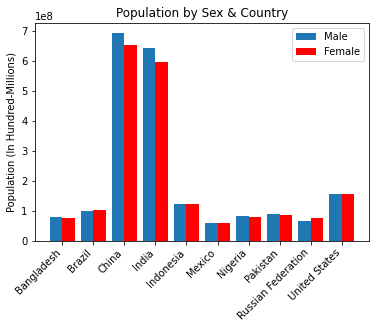 Population by Sex & Country
1e8
Population (In Hundred-Millions)
7
6
5
4
3
2
1
0
Male
Female
Bangladesh
Brazil
China
India
Indonesia
Mexico
Nigeria
Pakistan
Russian Federation
United States